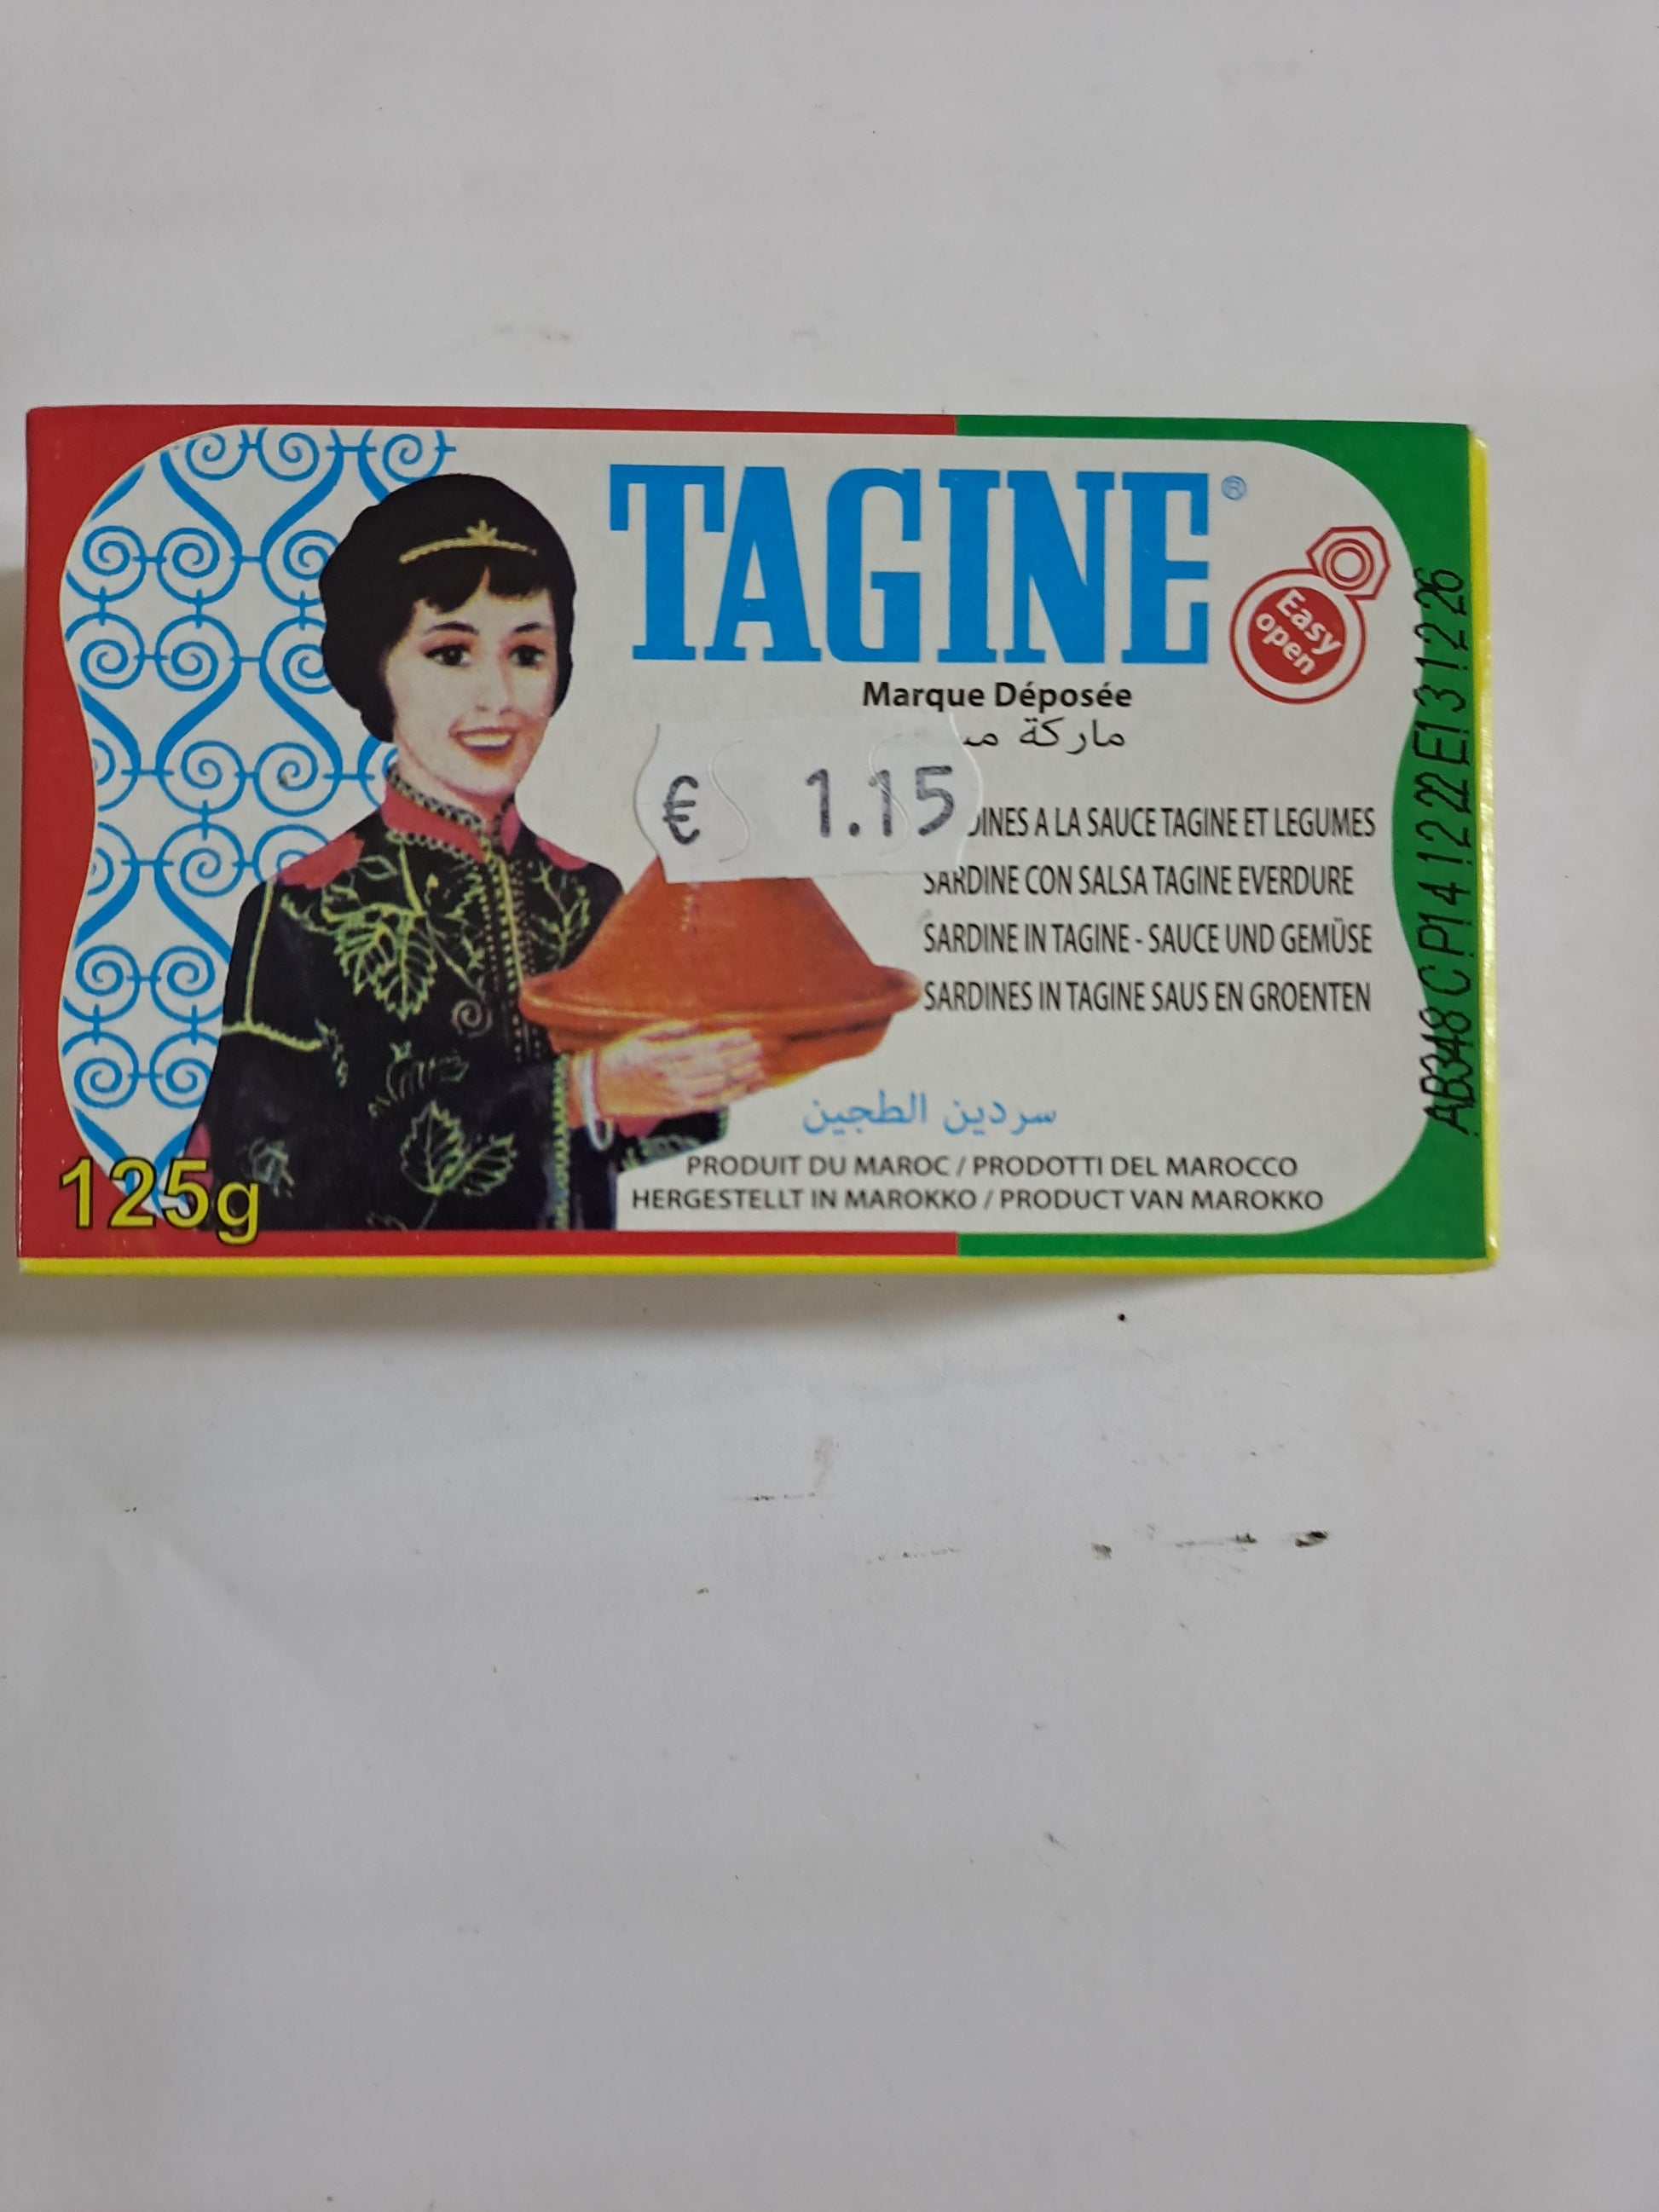 TAGINE®
Easy
open
Marque Déposée
ماركة
€ 1.15
DINES A LA SAUCE TAGINE ET LEGUMES
SARDINE CON SALSA TAGINE EVERDURE
SARDINE IN TAGINE - SAUCE UND GEMÜSE
SARDINES IN TAGINE SAUS EN GROENTEN
سردين الطجين
PRODUIT DU MAROC / PRODOTTI DEL MAROCCO
HERGESTELLT IN MAROKKO / PRODUCT VAN MAROKKO
125g
AB348 C P14 12 22 E13 12 26